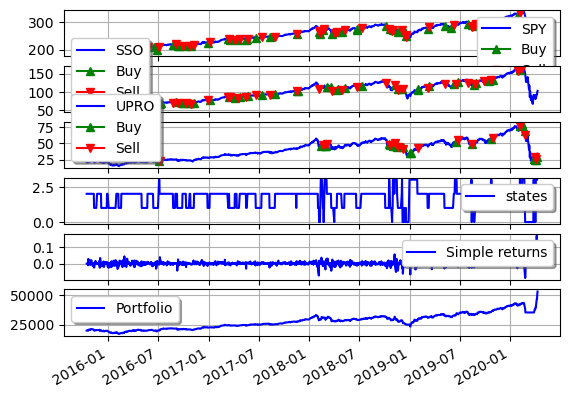 300
200
SPY
Buy
Sell
SSO
Buy
Sell
150
100
50
UPRO
Buy
Sell
75
50
25
2.5
0.0
states
0.1
0.0
Simple returns
50000
25000
Portfolio
2016-01
2016-07
2017-01
2017-07
2018-01
2018-07
2019-01
2019-07
2020-01